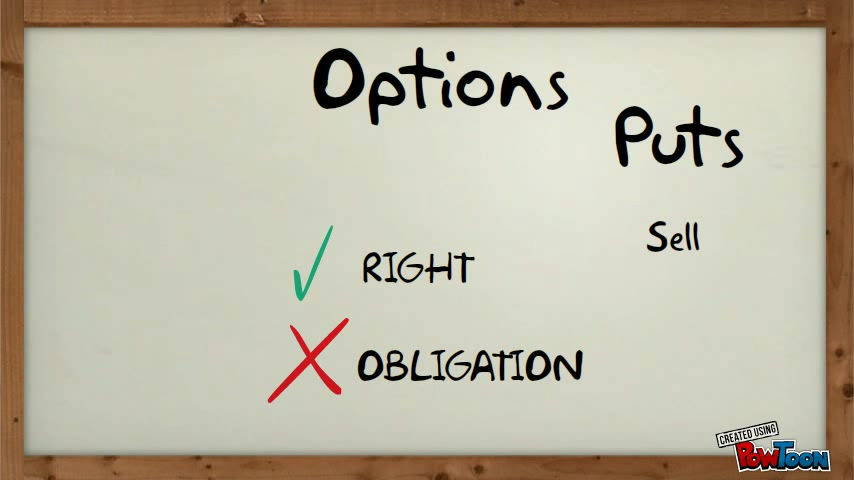 Options
Puts
Sell
RIGHT
OBLIGATION
CREATED USING
POWTOON